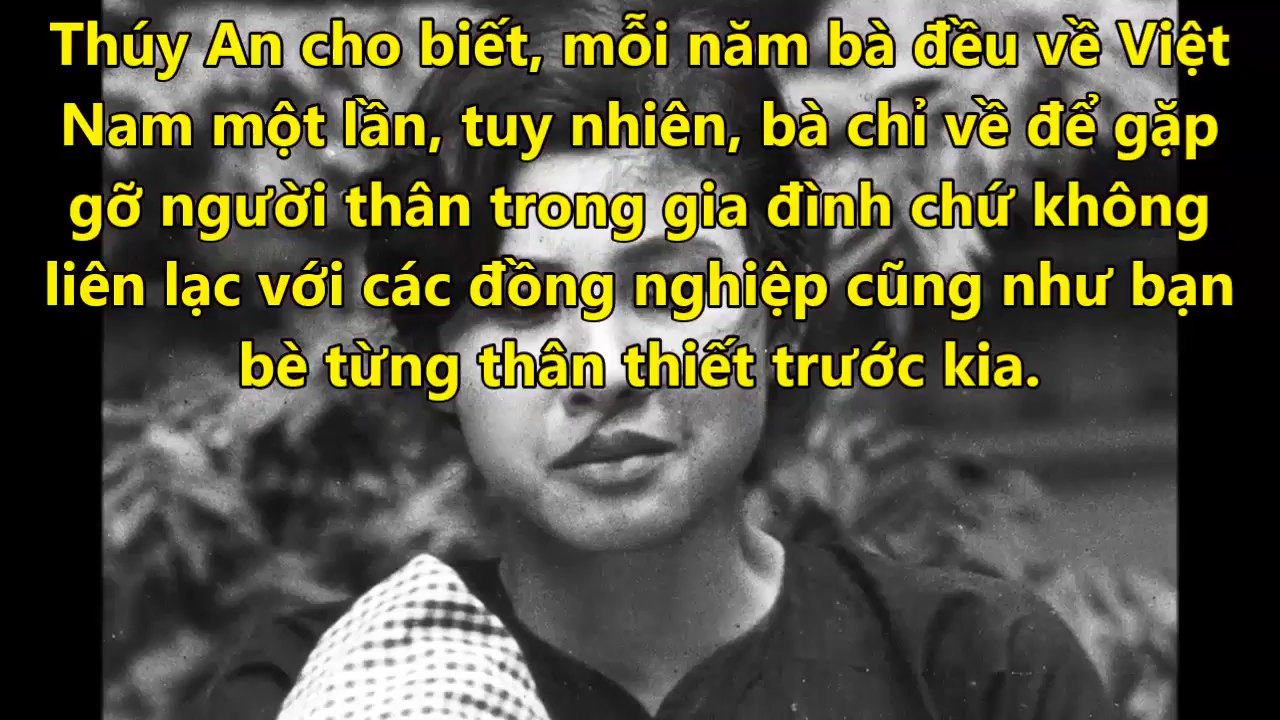 Thúy An cho biết, mỗi năm bà đều về Việt
Nam một lần, tuy nhiên, bà chỉ về để gặp
gỡ người thân trong gia đình chứ không
liên lạc với các đồng nghiệp cũng như bạn
bè từng thân thiết trước kia.